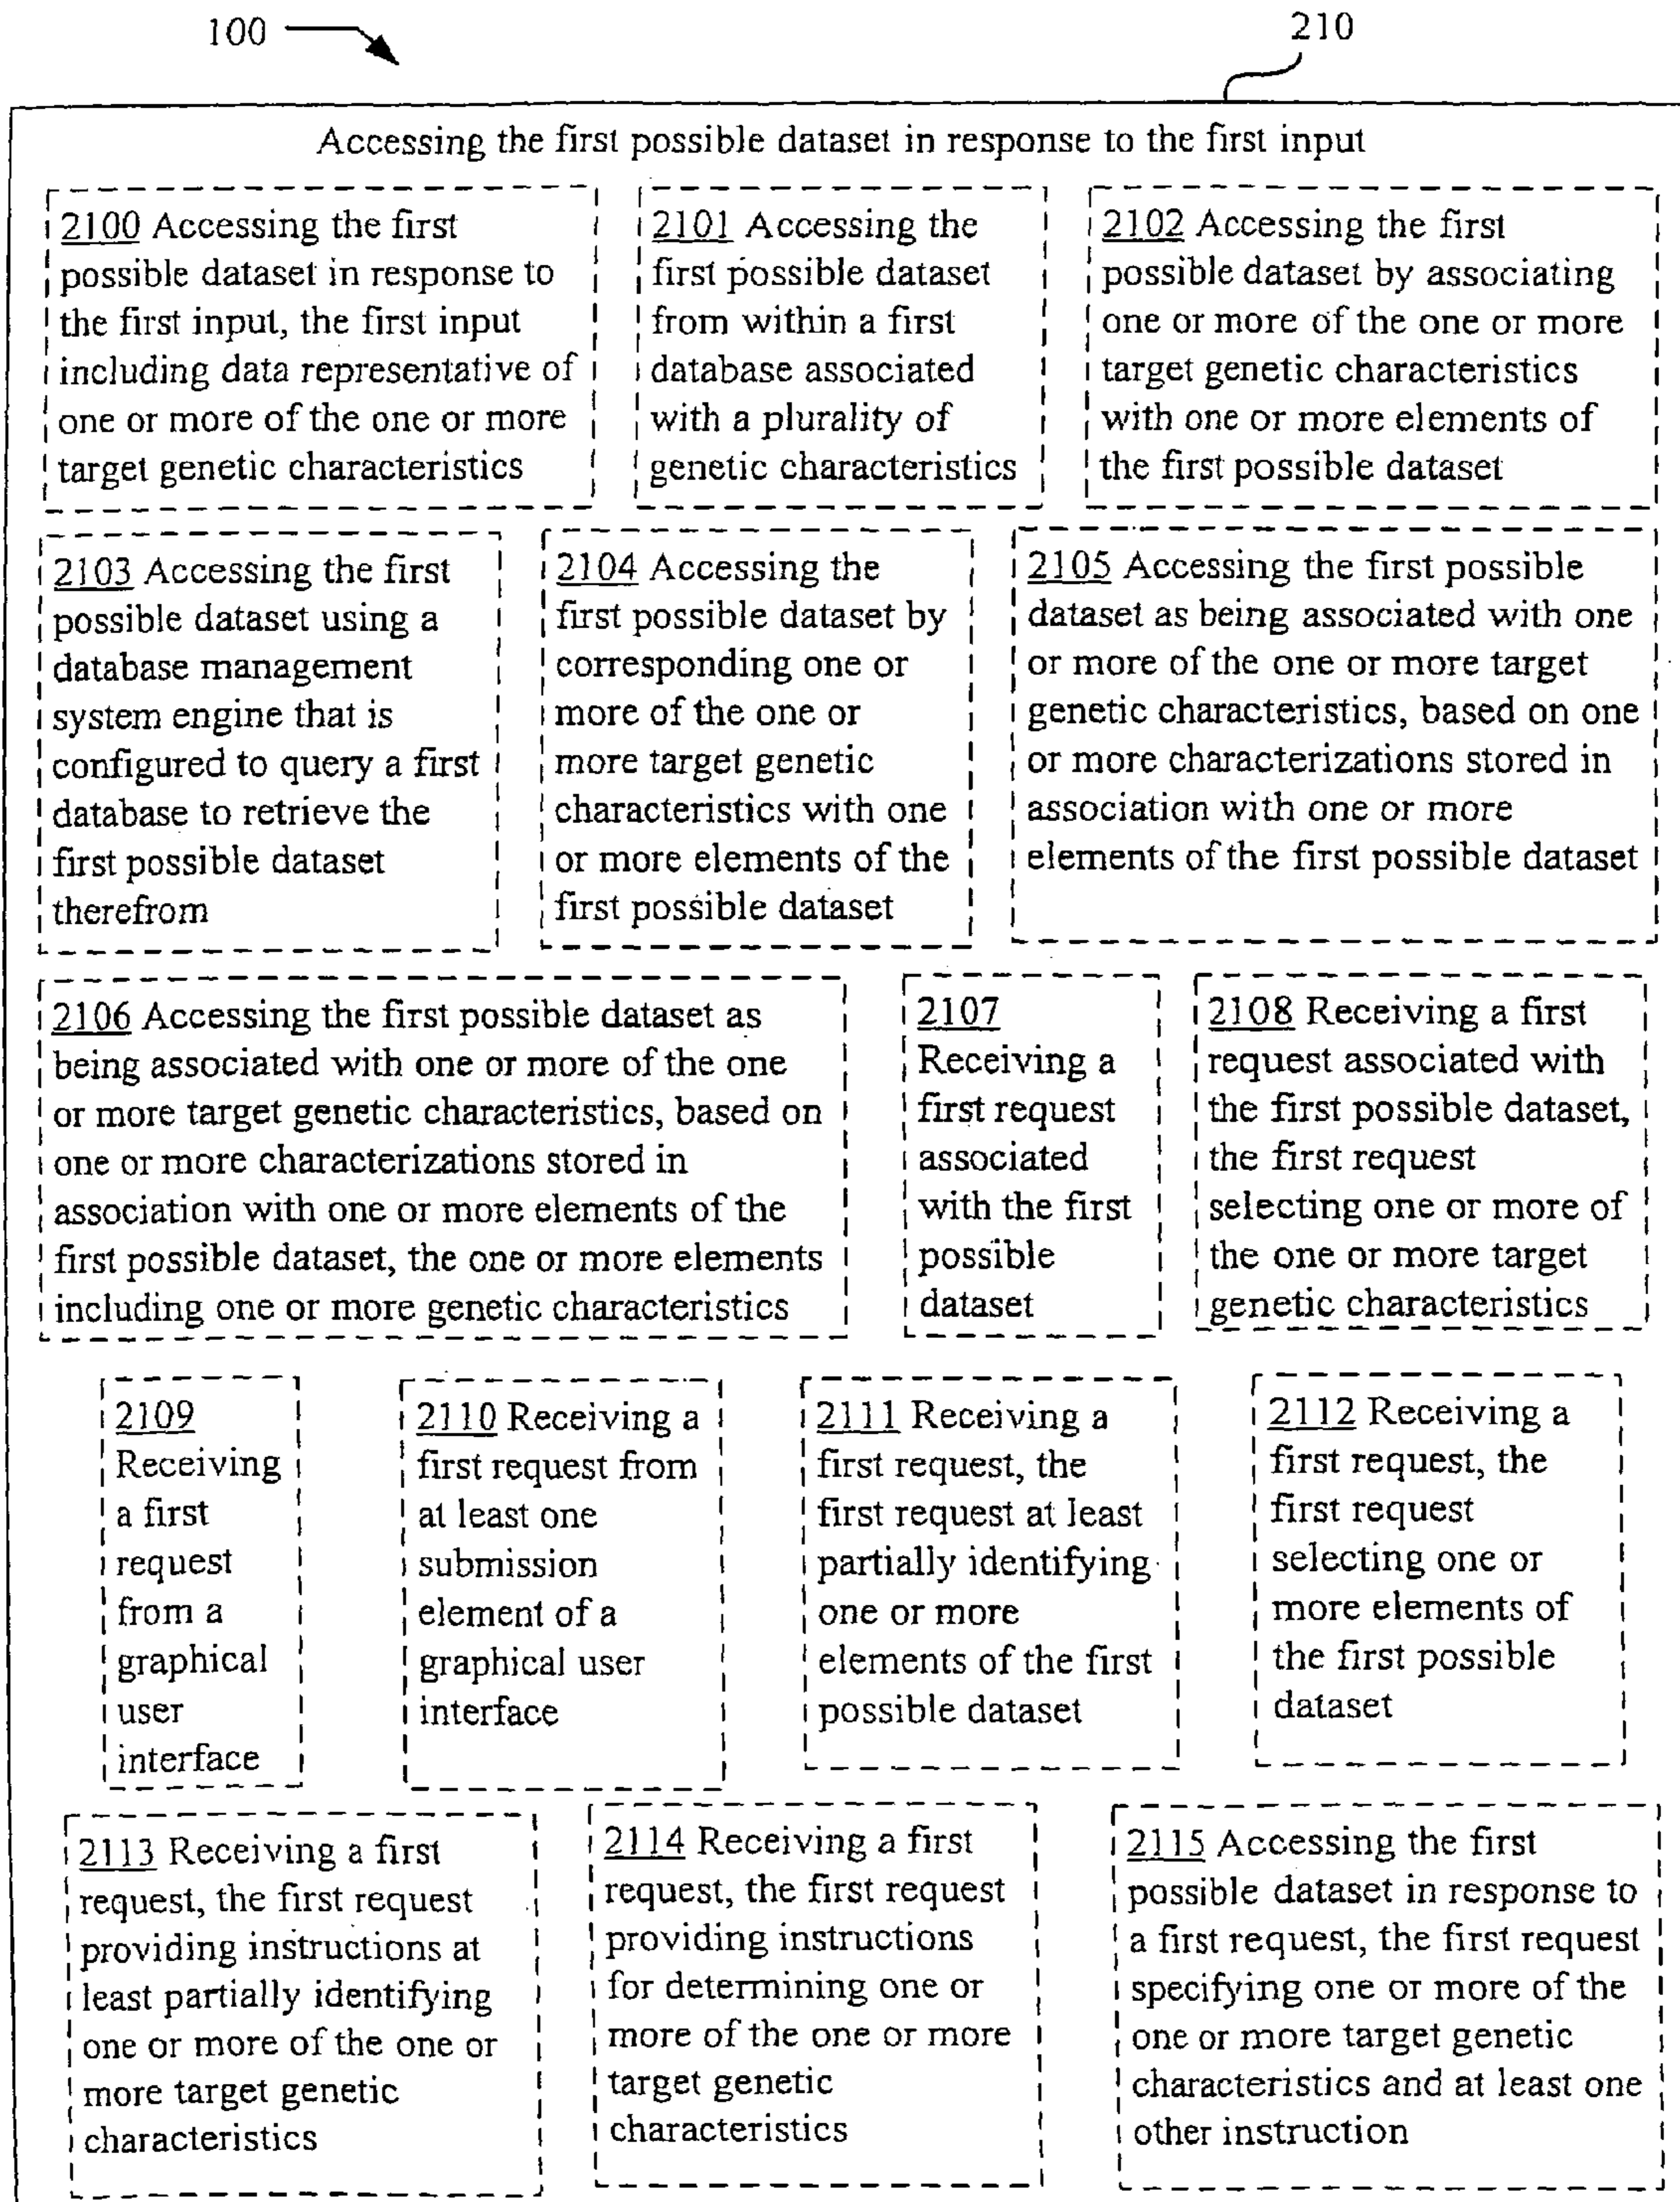 100
210
Accessing the first possible dataset in response to the first input
2100 Accessing the first
possible dataset in response to
the first input, the first input
including data representative of
one or more of the one or more
target genetic characteristics
2101 Accessing the
first possible dataset
from within a first
database associated
with a plurality of
genetic characteristics
2102 Accessing the first
possible dataset by associating
one or more of the one or more
target genetic characteristics
with one or more elements of
the first possible dataset
2103 Accessing the first
possible dataset using a
database management
system engine that is
configured to query a first
database to retrieve the
first possible dataset
therefrom
2104 Accessing the
first possible dataset by
corresponding one or
more of the one or
more target genetic
characteristics with one
or more elements of the
first possible dataset
2105 Accessing the first possible
dataset as being associated with one
or more of the one or more target
genetic characteristics, based on one
or more characterizations stored in
association with one or more
elements of the first possible dataset
2106 Accessing the first possible dataset as
being associated with one or more of the one
or more target genetic characteristics, based on
one or more characterizations stored in
association with one or more elements of the
first possible dataset, the one or more elements
including one or more genetic characteristics
2107
Receiving a
first request
associated
with the first
possible
dataset
2108 Receiving a first
request associated with
the first possible dataset,
the first request
selecting one or more of
the one or more target
genetic characteristics
2109
Receiving
a first
request
from a
graphical
user
interface
2110 Receiving a
first request from
at least one
submission
element of a
graphical user
interface
2111 Receiving a
first request, the
first request at least
partially identifying
one or more
elements of the first
possible dataset
2112 Receiving a
first request, the
first request
selecting one or
more elements of
the first possible
dataset
2113 Receiving a first
request, the first request
providing instructions at
least partially identifying
one or more of the one or
more target genetic
characteristics
2114 Receiving a first
request, the first request
providing instructions
for determining one or
more of the one or more
target genetic
characteristics
2115 Accessing the first
possible dataset in response to
a first request, the first request
specifying one or more of the
one or more target genetic
characteristics and at least one
other instruction